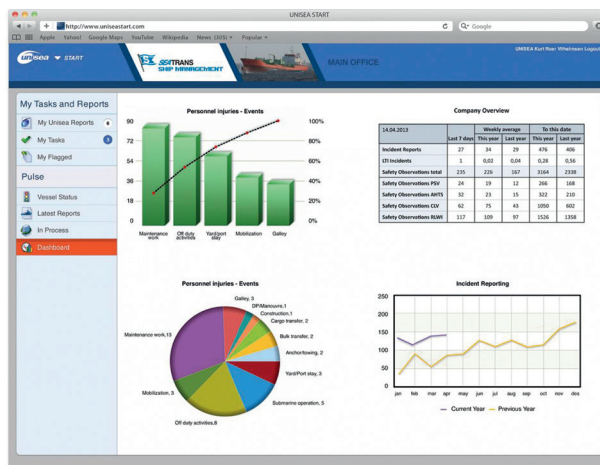 UNISEA START
http://www.uniseastart.com
Google
Apple Yahoo! Google Maps YouTube Wikipedia News (305) Popular
unisea START
SEATRANS
SHIP MANAGEMENT
MAIN OFFICE
UNISEA Kurt Roar Vilhelmsen Logout
My Tasks and Reports
My Unisea Reports
My Tasks 3
My Flagged
Pulse
Vessel Status
Latest Reports
In Process
Dashboard
Personnel injuries - Events
90 100%
72 80%
54 60%
36 40%
18 20%
0 0%
Maintenance work
Off duty activities
Yard/port stay
Mobilization
Galley
Company Overview
14.04.2013 Weekly average To this date
Last 7 days This year Last year This year Last year
Incident Reports 27 34 29 476 406
LTI Incidents 1 0,02 0,04 0,28 0,56
Safety Observations total 235 226 167 3164 2338
Safety Observations PSV 24 19 12 266 168
Safety Observations AHTS 32 23 15 322 210
Safety Observations CLV 62 75 43 1050 602
Safety Observations RLWI 117 109 97 1526 1358
Personnel injuries - Events
Galley, 3
DP/Manouvre,1
Construction,1
Cargo transfer, 2
Bulk transfer, 2
Anchor/towing, 2
Yard/Port stay, 3
Submarine operation, 5
Off duty activities,8
Mobilization, 3
Maintenance work,13
Incident Reporting
250
200
150
100
50
0
jan feb mar apr may jun jul aug sep okt nov des
Current Year Previous Year